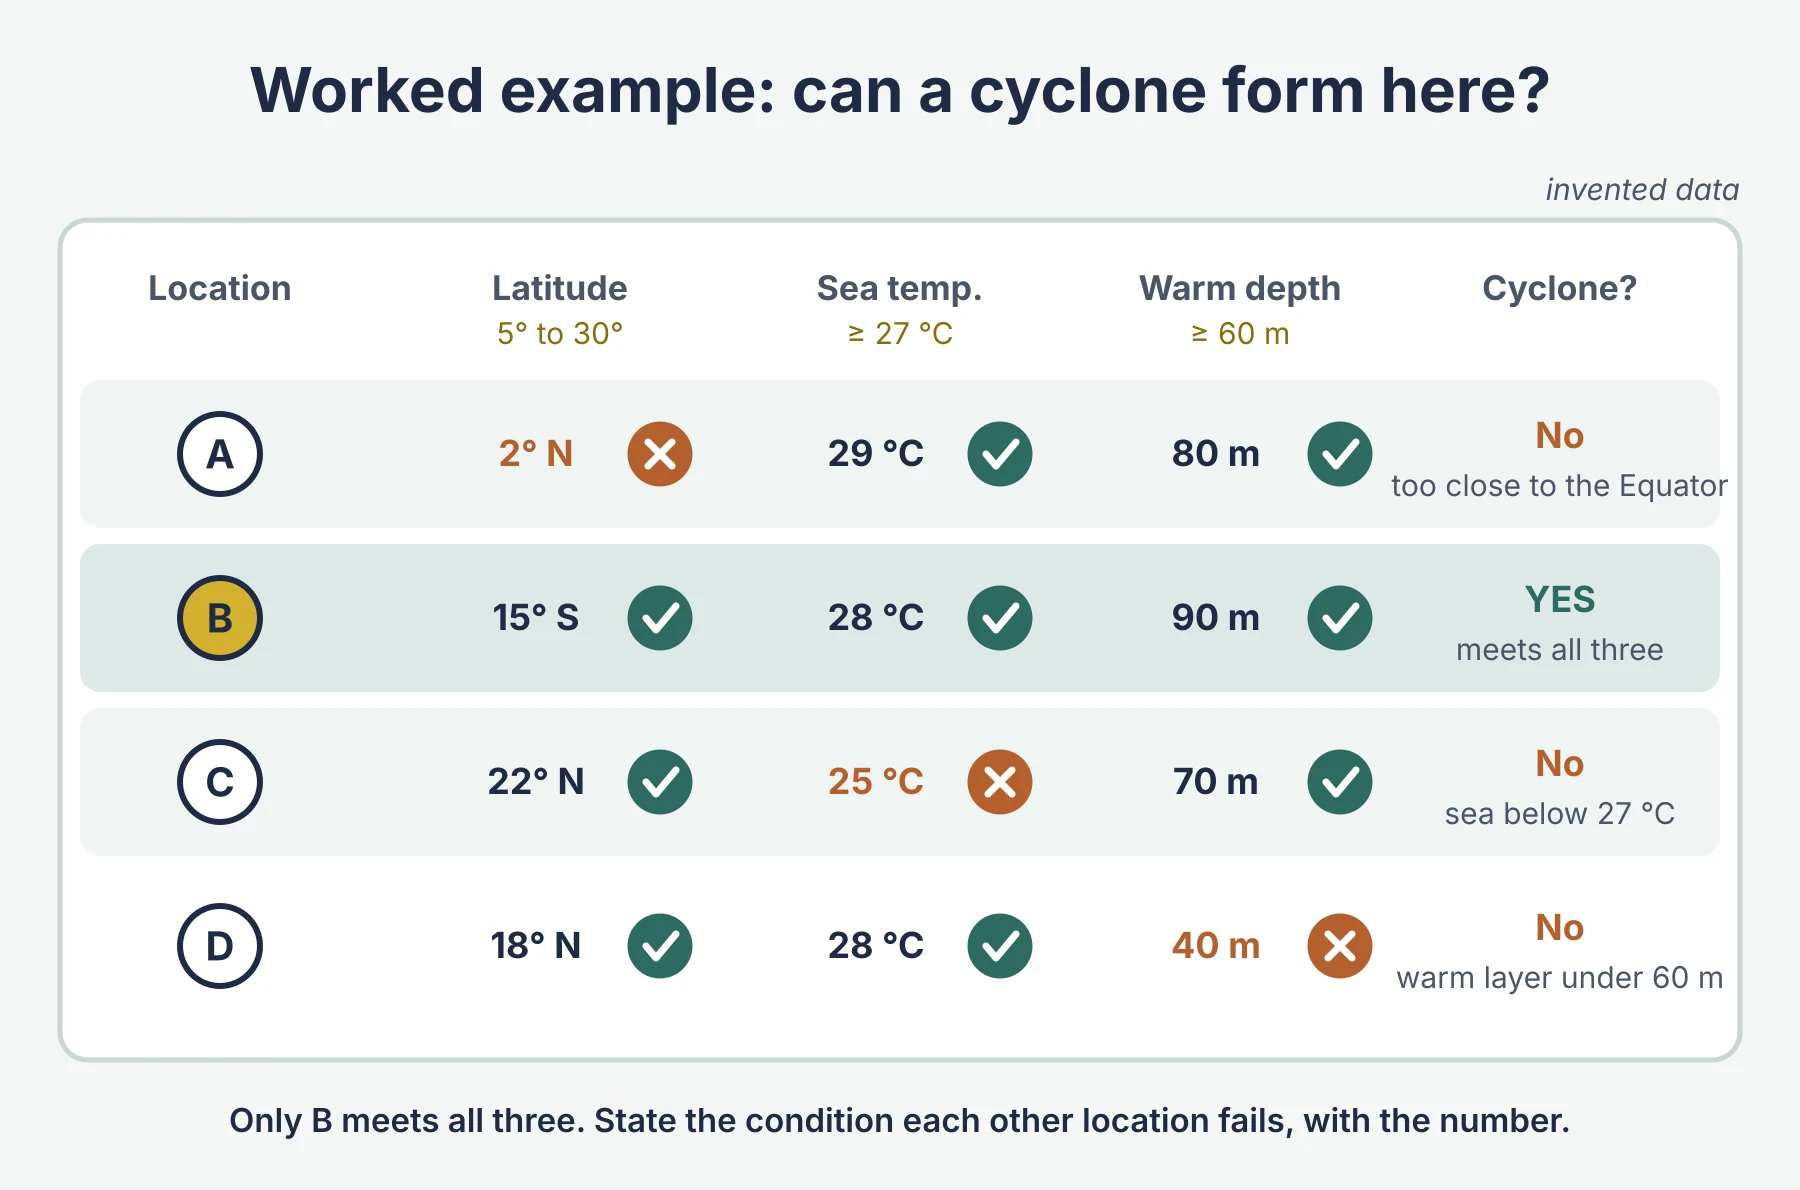 Worked example: can a cyclone form here?
invented data
Location Latitude Sea temp. Warm depth Cyclone?
5° to 30° ≥ 27 °C ≥ 60 m
A 2° N 29 °C 80 m No
too close to the Equator
B 15° S 28 °C 90 m YES
meets all three
C 22° N 25 °C 70 m No
sea below 27 °C
D 18° N 28 °C 40 m No
warm layer under 60 m
Only B meets all three. State the condition each other location fails, with the number.